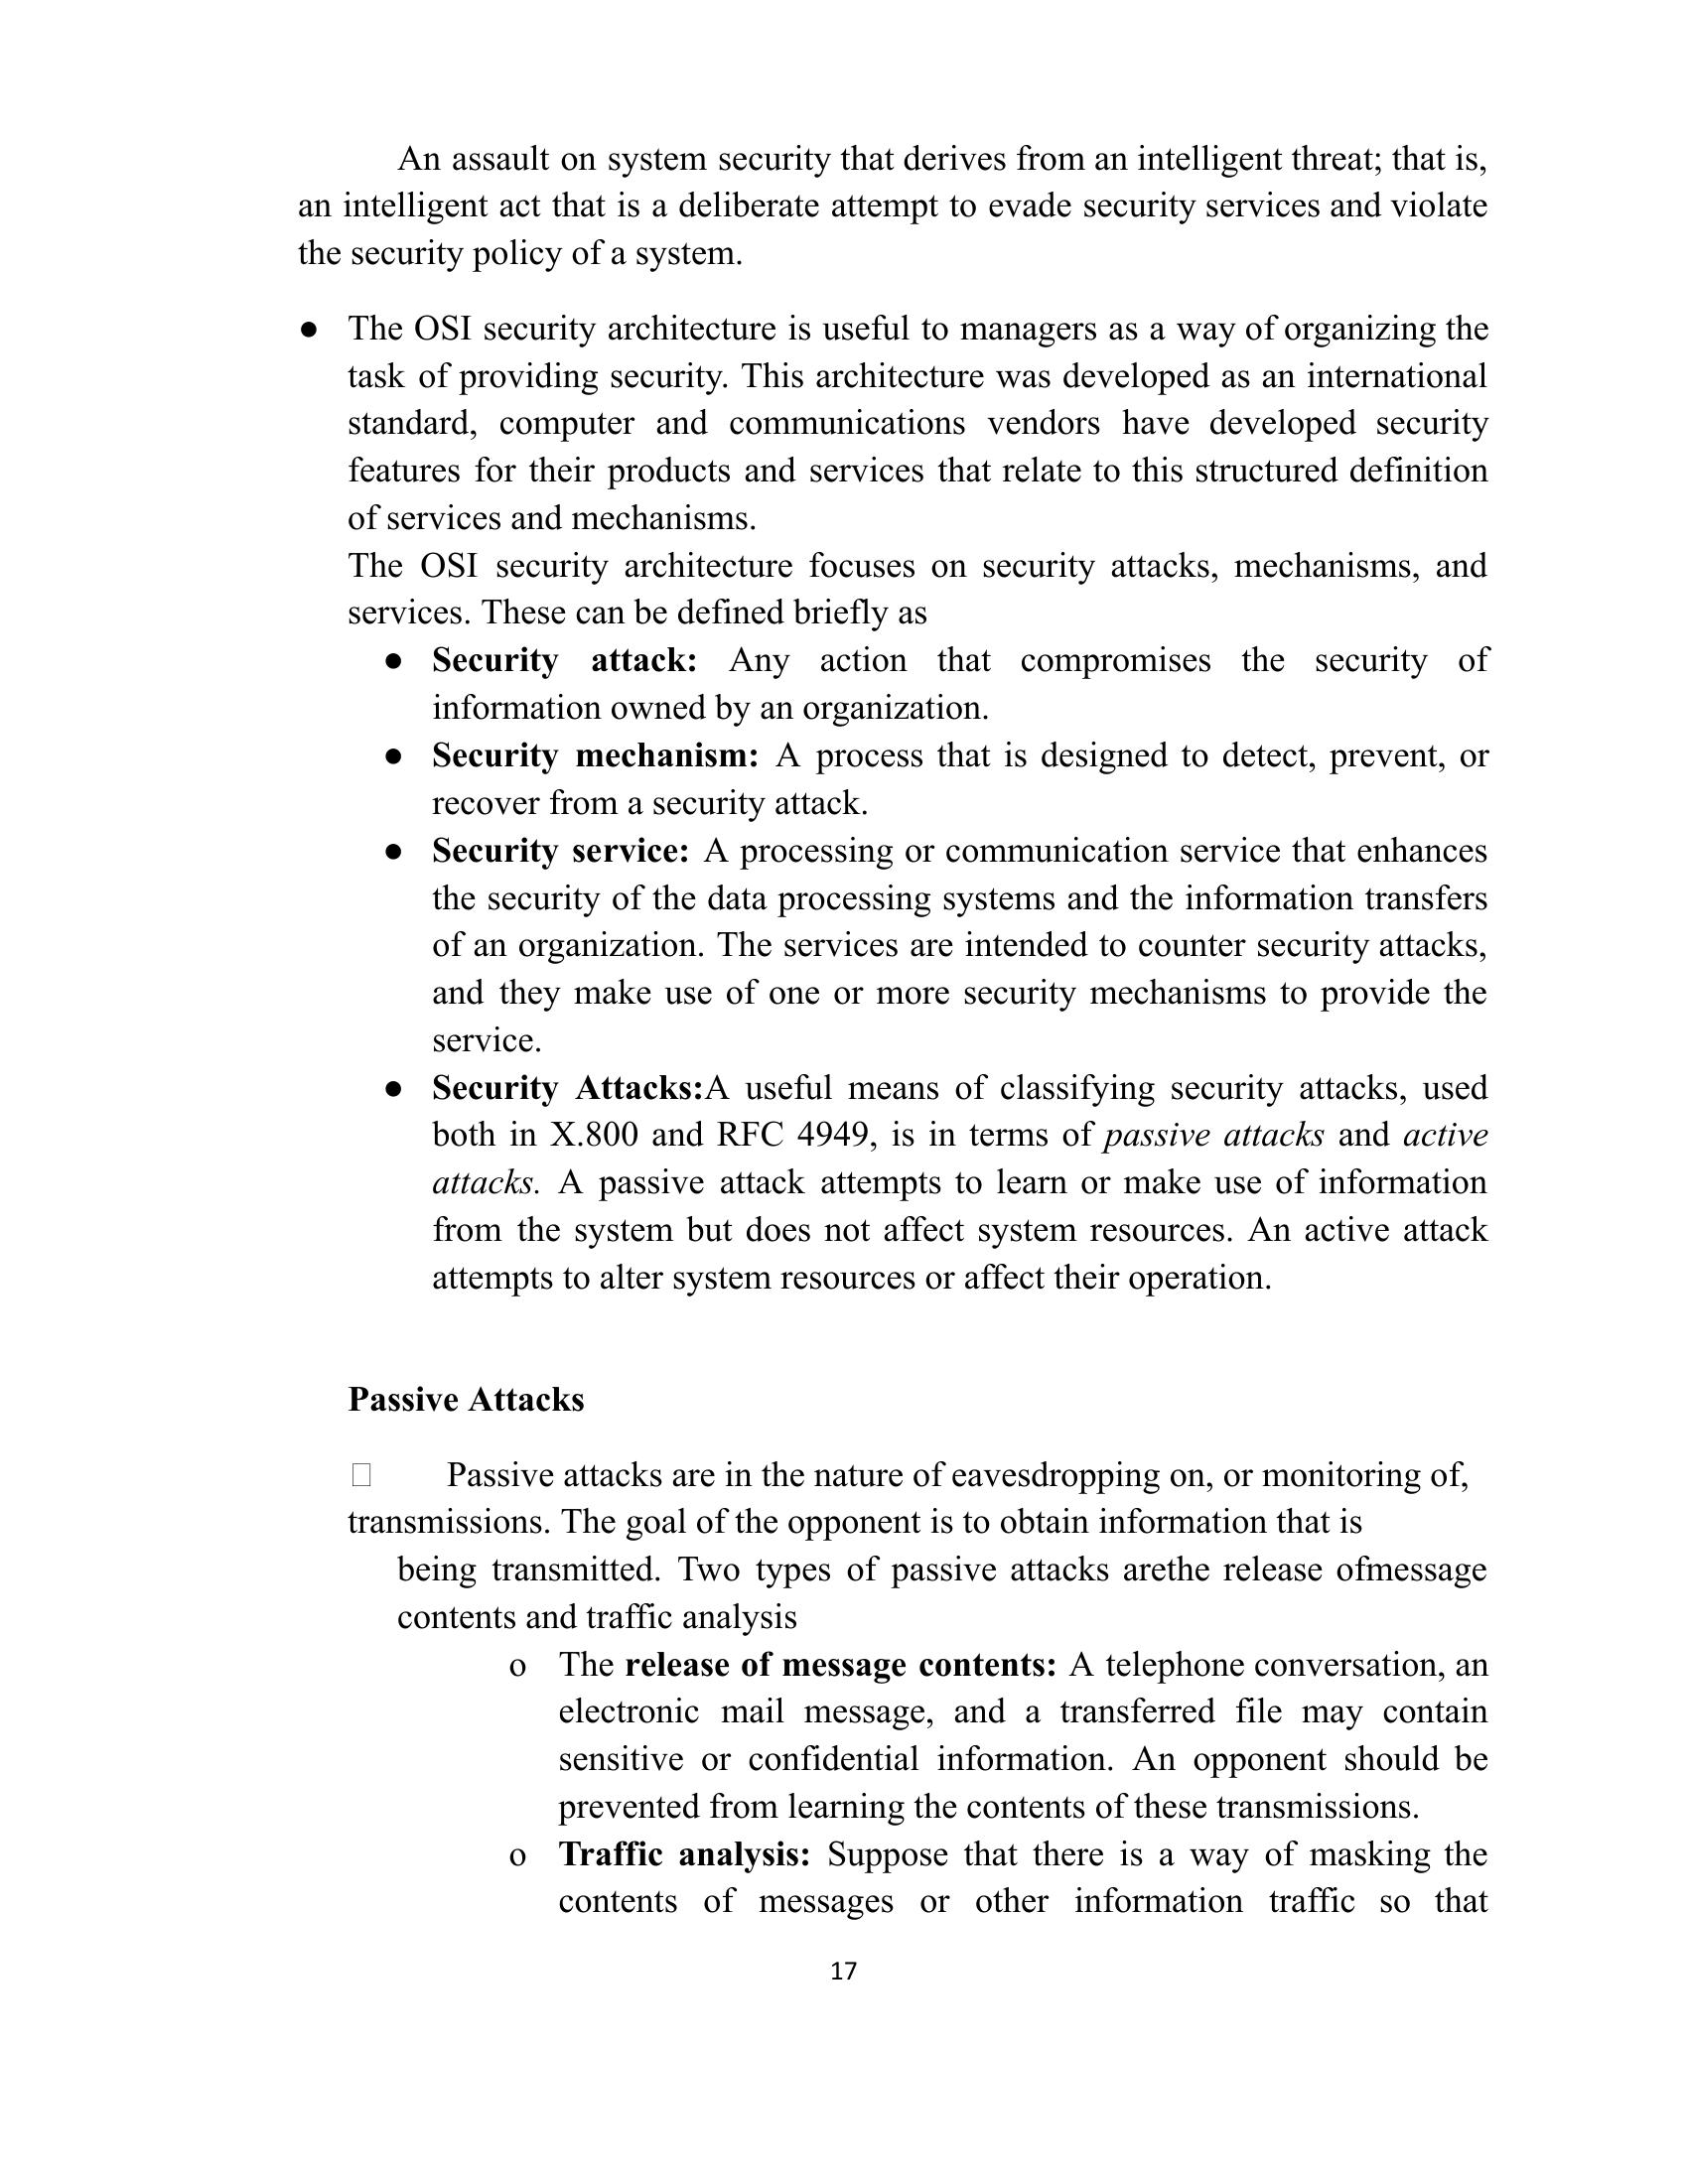 An assault on system security that derives from an intelligent threat; that is,
an intelligent act that is a deliberate attempt to evade security services and violate
the security policy of a system.
● The OSI security architecture is useful to managers as a way of organizing the
task of providing security. This architecture was developed as an international
standard, computer and communications vendors have developed security
features for their products and services that relate to this structured definition
of services and mechanisms.
The OSI security architecture focuses on security attacks, mechanisms, and
services. These can be defined briefly as
● Security attack: Any action that compromises the security of
information owned by an organization.
● Security mechanism: A process that is designed to detect, prevent, or
recover from a security attack.
● Security service: A processing or communication service that enhances
the security of the data processing systems and the information transfers
of an organization. The services are intended to counter security attacks,
and they make use of one or more security mechanisms to provide the
service.
● Security Attacks:A useful means of classifying security attacks, used
both in X.800 and RFC 4949, is in terms of passive attacks and active
attacks. A passive attack attempts to learn or make use of information
from the system but does not affect system resources. An active attack
attempts to alter system resources or affect their operation.
Passive Attacks
 Passive attacks are in the nature of eavesdropping on, or monitoring of,
transmissions. The goal of the opponent is to obtain information that is
being transmitted. Two types of passive attacks arethe release ofmessage
contents and traffic analysis
o The release of message contents: A telephone conversation, an
electronic mail message, and a transferred file may contain
sensitive or confidential information. An opponent should be
prevented from learning the contents of these transmissions.
o Traffic analysis: Suppose that there is a way of masking the
contents of messages or other information traffic so that
17